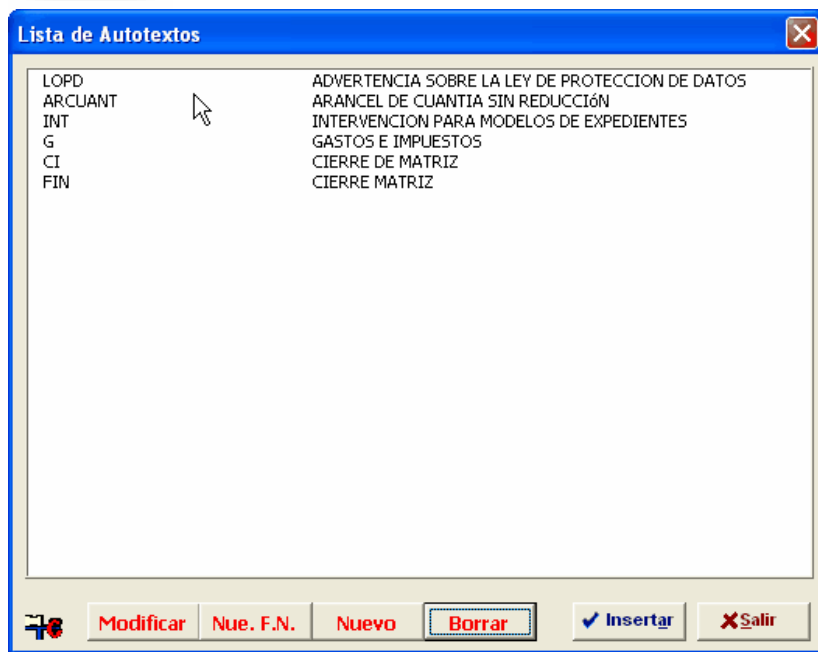 Lista de Autotextos
LOPD ADVERTENCIA SOBRE LA LEY DE PROTECCION DE DATOS
ARCUANT ARANCEL DE CUANTIA SIN REDUCCIóN
INT INTERVENCION PARA MODELOS DE EXPEDIENTES
G GASTOS E IMPUESTOS
CI CIERRE DE MATRIZ
FIN CIERRE MATRIZ
Modificar Nue. F.N. Nuevo Borrar Insertar Salir